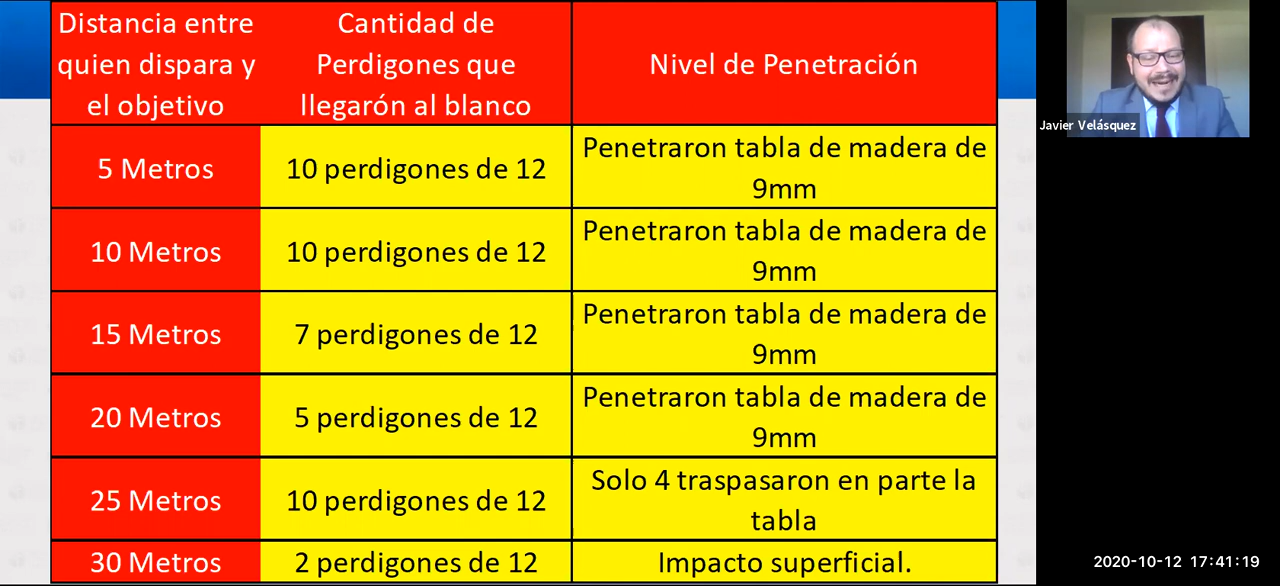 Distancia entre
quien dispara y
el objetivo
Cantidad de
Perdigones que
llegarón al blanco
Nivel de Penetración
5 Metros
10 perdigones de 12
Penetraron tabla de madera de
9mm
10 Metros
10 perdigones de 12
Penetraron tabla de madera de
9mm
15 Metros
7 perdigones de 12
Penetraron tabla de madera de
9mm
20 Metros
5 perdigones de 12
Penetraron tabla de madera de
9mm
25 Metros
10 perdigones de 12
Solo 4 traspasaron en parte la
tabla
30 Metros
2 perdigones de 12
Impacto superficial.
Javier Velásquez
2020-10-12 17:41:19